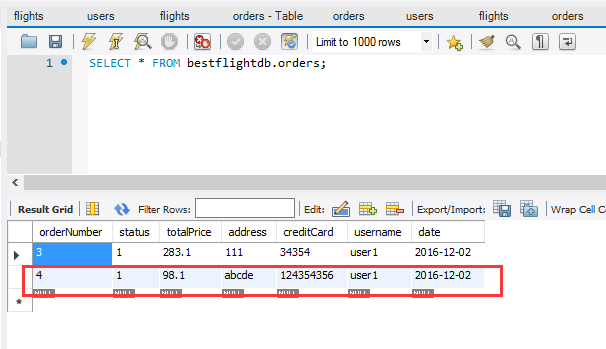 flights users flights orders - Table orders users flights orders
Limit to 1000 rows
1 SELECT * FROM bestflightdb.orders;
Result Grid Filter Rows: Edit: Export/Import: Wrap Cell C
orderNumber status totalPrice address creditCard username date
3 1 283.1 111 34354 user1 2016-12-02
4 1 98.1 abcde 124354356 user1 2016-12-02
* NULL NULL NULL NULL NULL NULL NULL